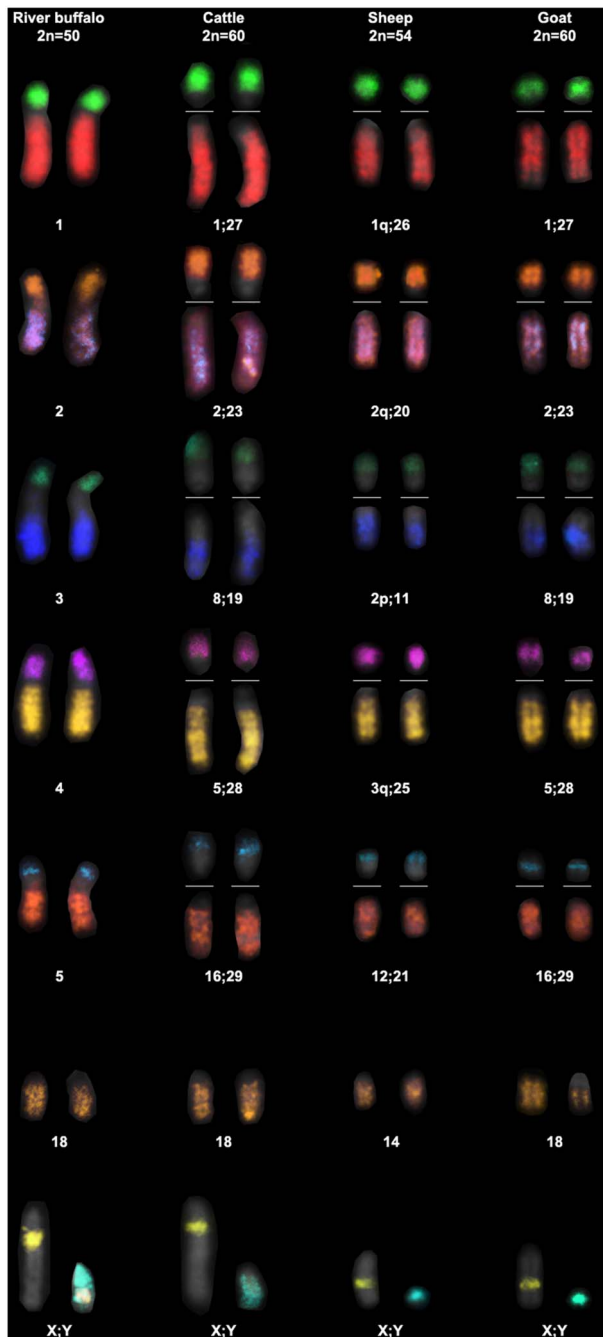 River buffalo Cattle Sheep Goat
2n=50 2n=60 2n=54 2n=60
1 1;27 1q;26 1;27
2 2;23 2q;20 2;23
3 8;19 2p;11 8;19
4 5;28 3q;25 5;28
5 16;29 12;21 16;29
18 18 14 18
X;Y X;Y X;Y X;Y